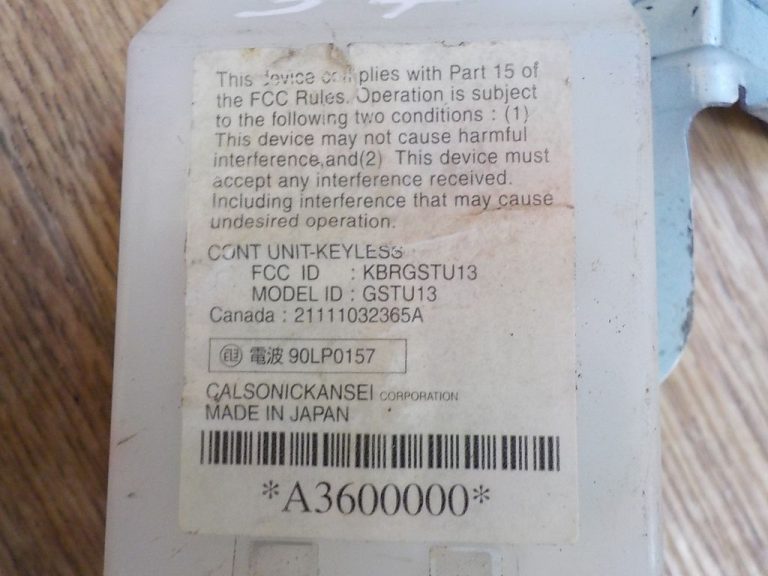 This device complies with Part 15 of
the FCC Rules. Operation is subject
to the following two conditions : (1)
This device may not cause harmful
interference,and(2) This device must
accept any interference received.
Including interference that may cause
undesired operation.
CONT UNIT-KEYLESS
FCC ID : KBRGSTU13
MODEL ID : GSTU13
Canada : 21111032365A
電波 90LP0157
CALSONICKANSEI CORPORATION
MADE IN JAPAN
*A3600000*